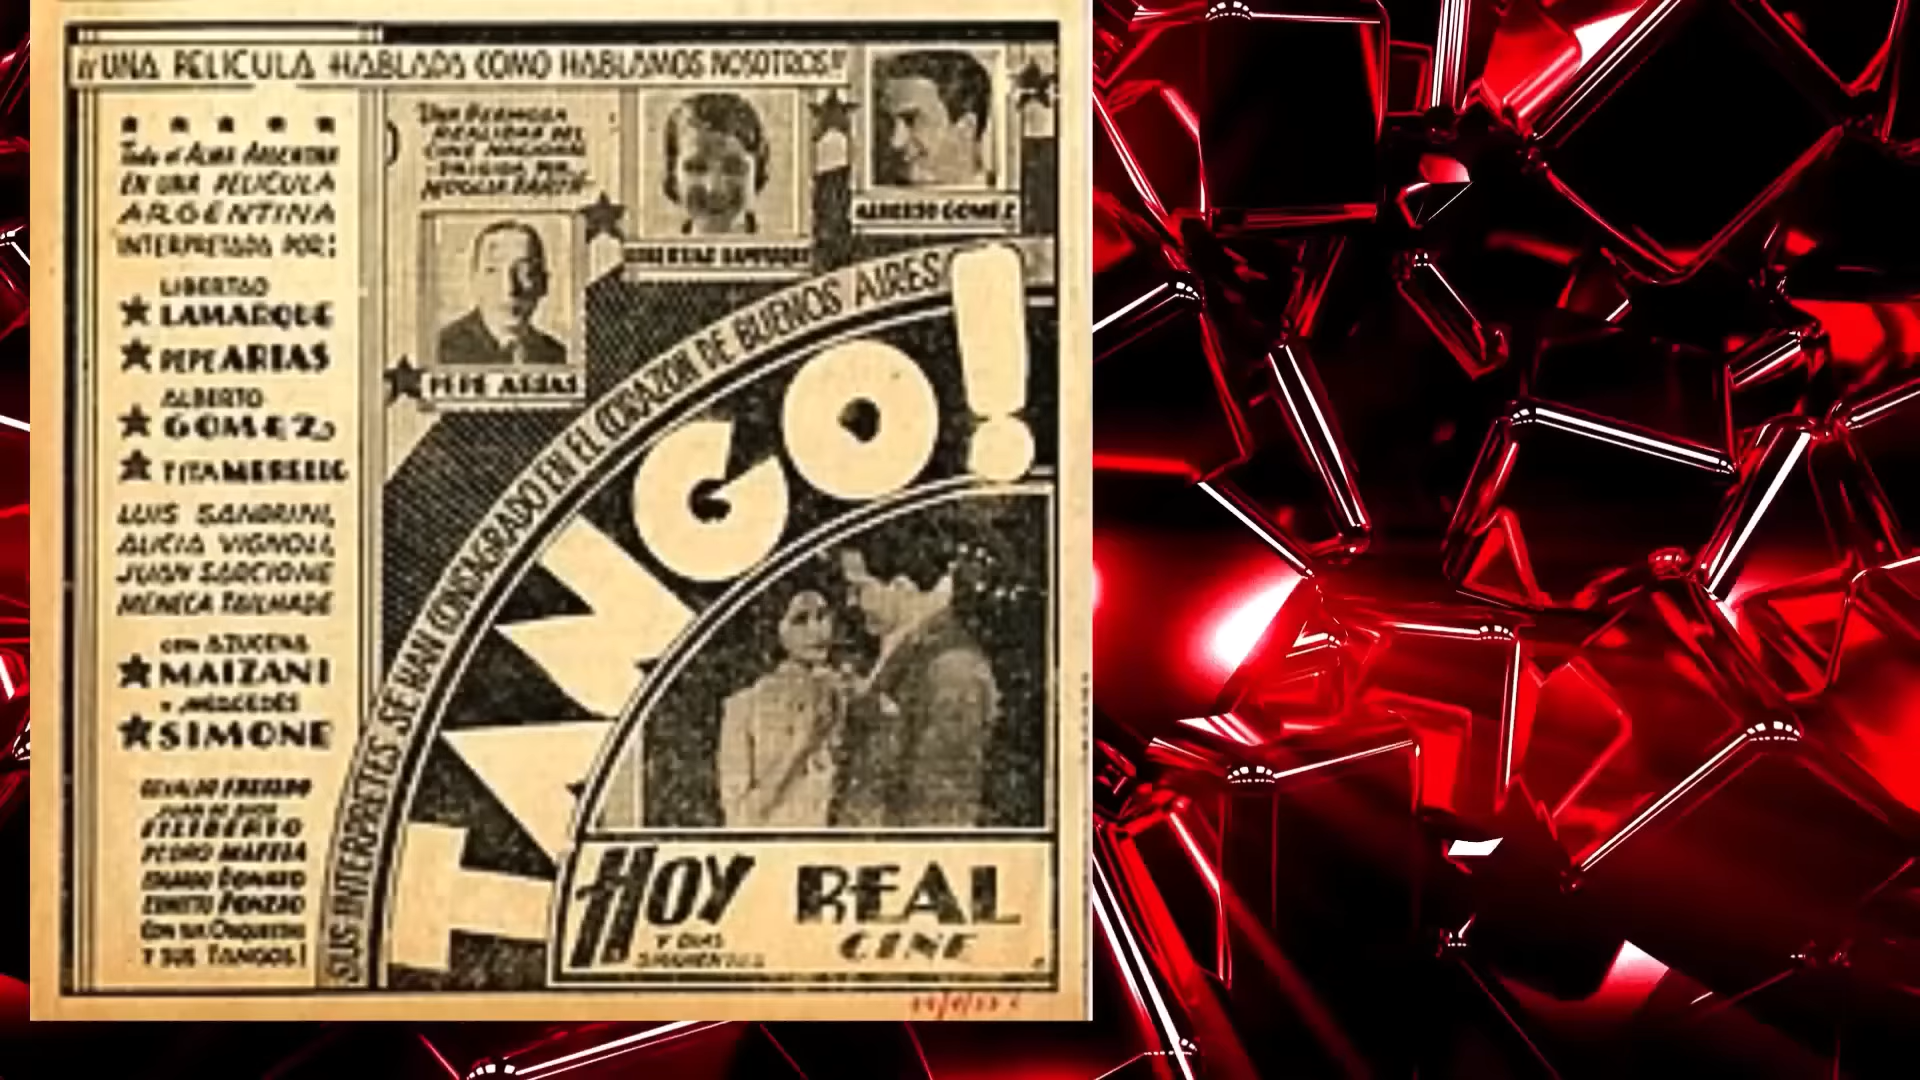 ¡¡UNA PELICULA HABLADA COMO HABLAMOS NOSOTROS!!
Todo el ALMA ARGENTINA
EN UNA PELICULA
ARGENTINA
INTERPRETADA POR:
LIBERTAD
LAMARQUE
PEPE ARIAS
ALBERTO
GOMEZ
TITA MERELLO
LUIS SANDRINI,
ALICIA VIGNOLI,
JUAN SARCIONE
MENECA TAILHADE
CON AZUCENA
MAIZANI
Y MERCEDES
SIMONE
OSVALDO FRESEDO
JUAN DE DIOS
FILIBERTO
PEDRO MAFFIA
EDGARDO DONATO
ERNESTO PONZIO
CON SUS ORQUESTAS
Y SUS TANGOS!
UNA HERMOSA
REALIDAD DEL
CINE NACIONAL
DIRIGIDA POR
MOGLIA BARTH
PEPE ARIAS
LIBERTAD LAMARQUE
ALBERTO GOMEZ
SUS INTERPRETES SE HAN CONSAGRADO EN EL CORAZON DE BUENOS AIRES
TANGO!
HOY
Y DIAS
SIGUIENTES
REAL
CINE